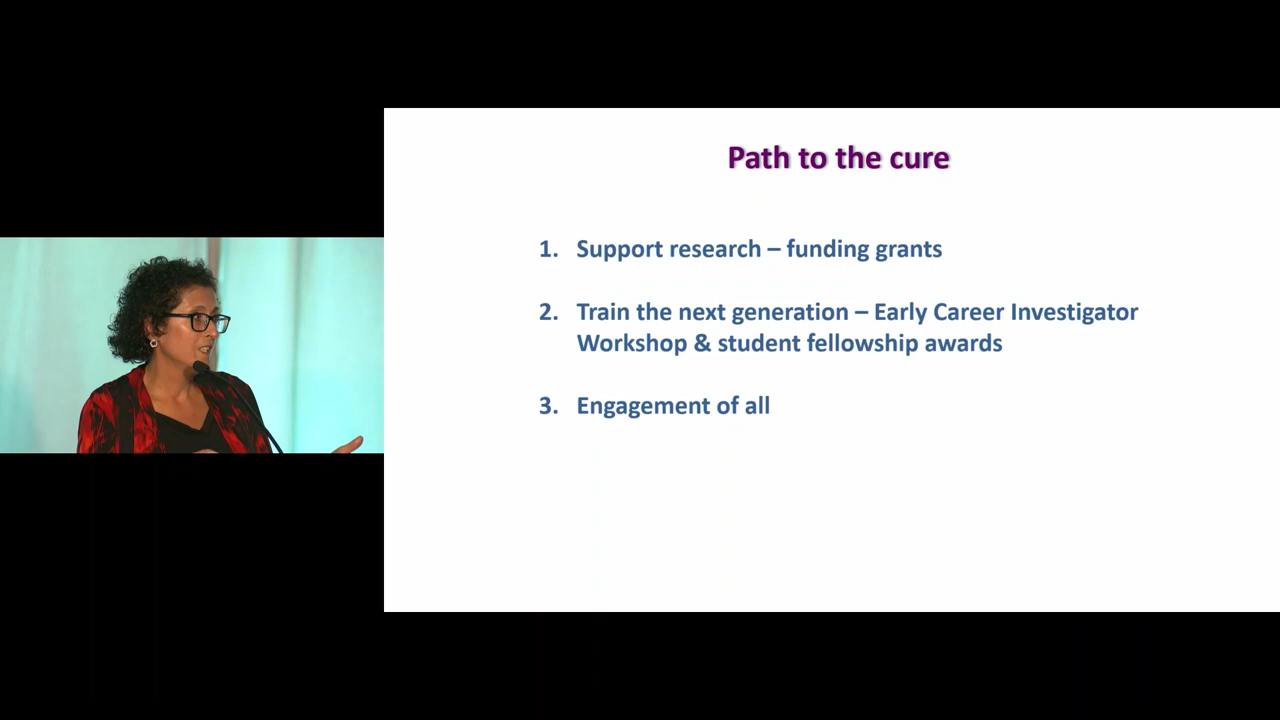 Path to the cure
1. Support research – funding grants
2. Train the next generation – Early Career Investigator
Workshop & student fellowship awards
3. Engagement of all